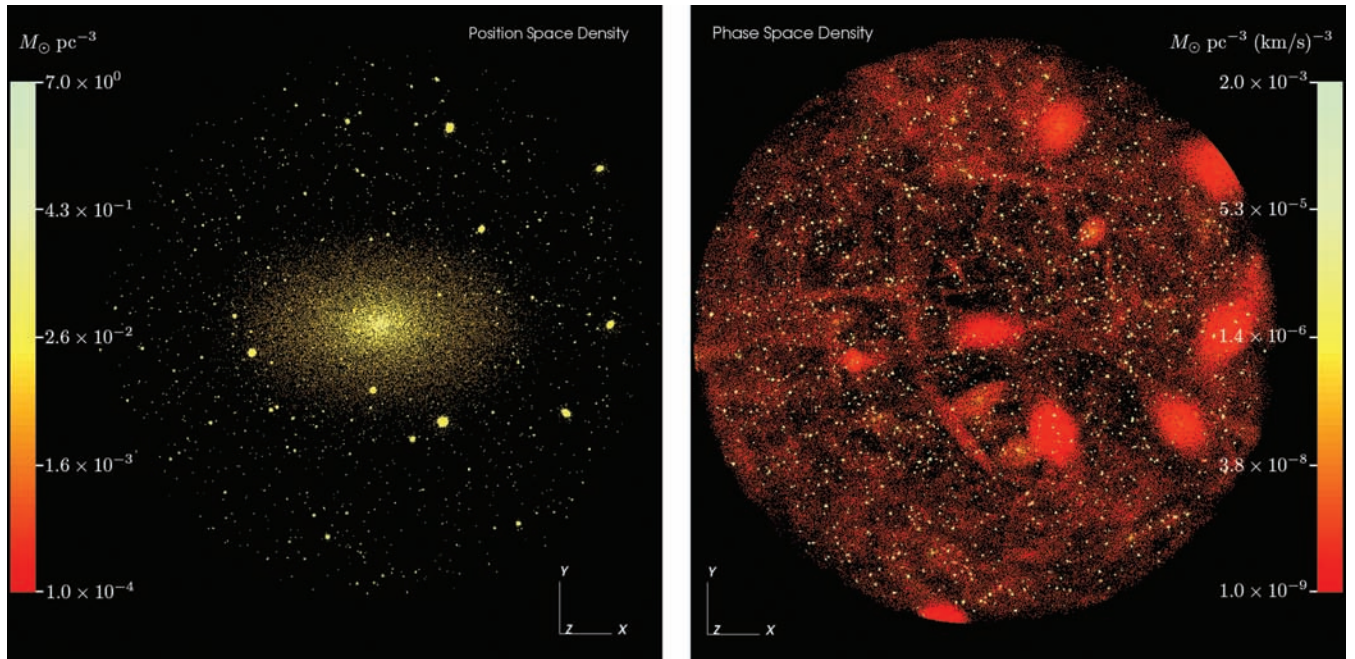 Position Space Density
M⊙ pc⁻³
7.0 × 10⁰
4.3 × 10⁻¹
2.6 × 10⁻²
1.6 × 10⁻³
1.0 × 10⁻⁴
Y
Z X
Phase Space Density
M⊙ pc⁻³ (km/s)⁻³
2.0 × 10⁻³
5.3 × 10⁻⁵
1.4 × 10⁻⁶
3.8 × 10⁻⁸
1.0 × 10⁻⁹
Y
Z X